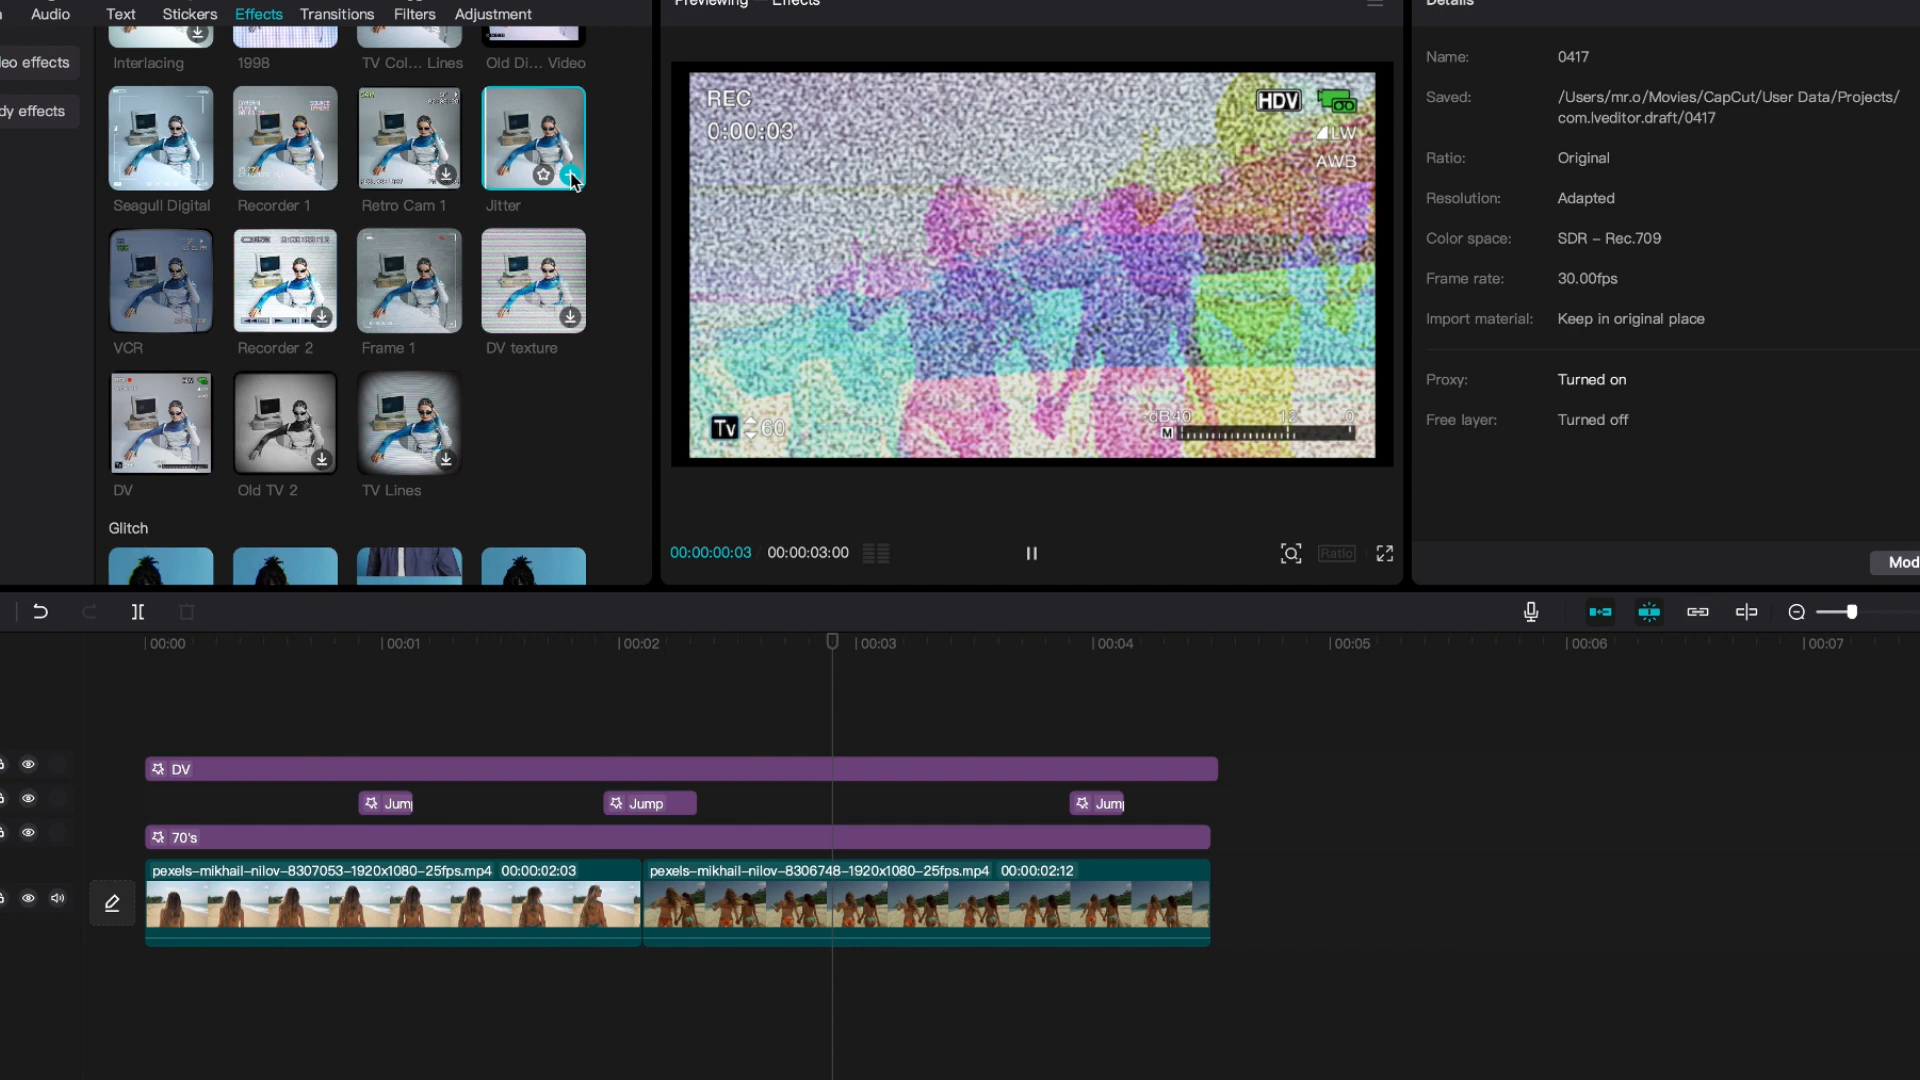 Audio Text Stickers Effects Transitions Filters Adjustment
eo effects
dy effects
Interlacing 1998 TV Col... Lines Old Di... Video
Seagull Digital Recorder 1 Retro Cam 1 Jitter
VCR Recorder 2 Frame 1 DV texture
DV Old TV 2 TV Lines
Glitch
Previewing — Effects
REC
0:00:03
HDV
LW
AWB
Tv 60
-dB40 12 0
M
00:00:00:03 00:00:03:00
Ratio
Details
Name: 0417
Saved: /Users/mr.o/Movies/CapCut/User Data/Projects/
com.lveditor.draft/0417
Ratio: Original
Resolution: Adapted
Color space: SDR – Rec.709
Frame rate: 30.00fps
Import material: Keep in original place
Proxy: Turned on
Free layer: Turned off
Mod
00:00 00:01 00:02 00:03 00:04 00:05 00:06 00:07
DV
Jump Jump Jump
70's
pexels-mikhail-nilov-8307053-1920x1080-25fps.mp4 00:00:02:03
pexels-mikhail-nilov-8306748-1920x1080-25fps.mp4 00:00:02:12